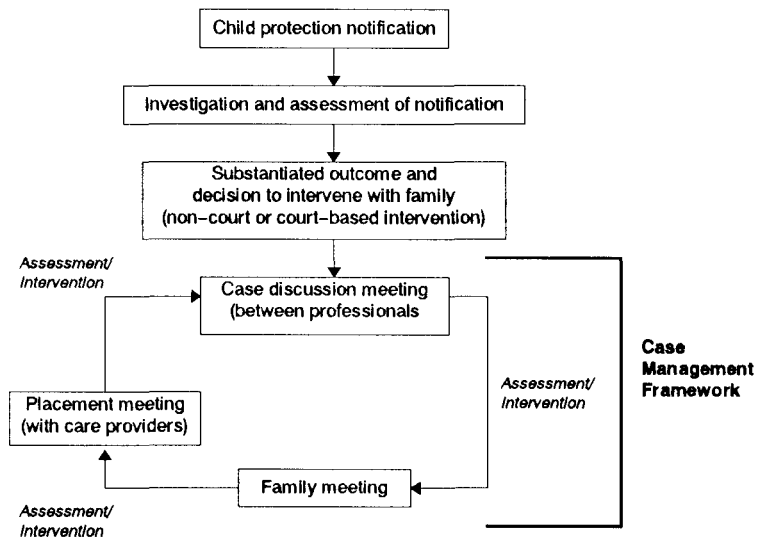 Child protection notification
Investigation and assessment of notification
Substantiated outcome and
decision to intervene with family
(non-court or court-based intervention)
Assessment/
Intervention
Case discussion meeting
(between professionals
Case
Management
Framework
Assessment/
Intervention
Placement meeting
(with care providers)
Family meeting
Assessment/
Intervention